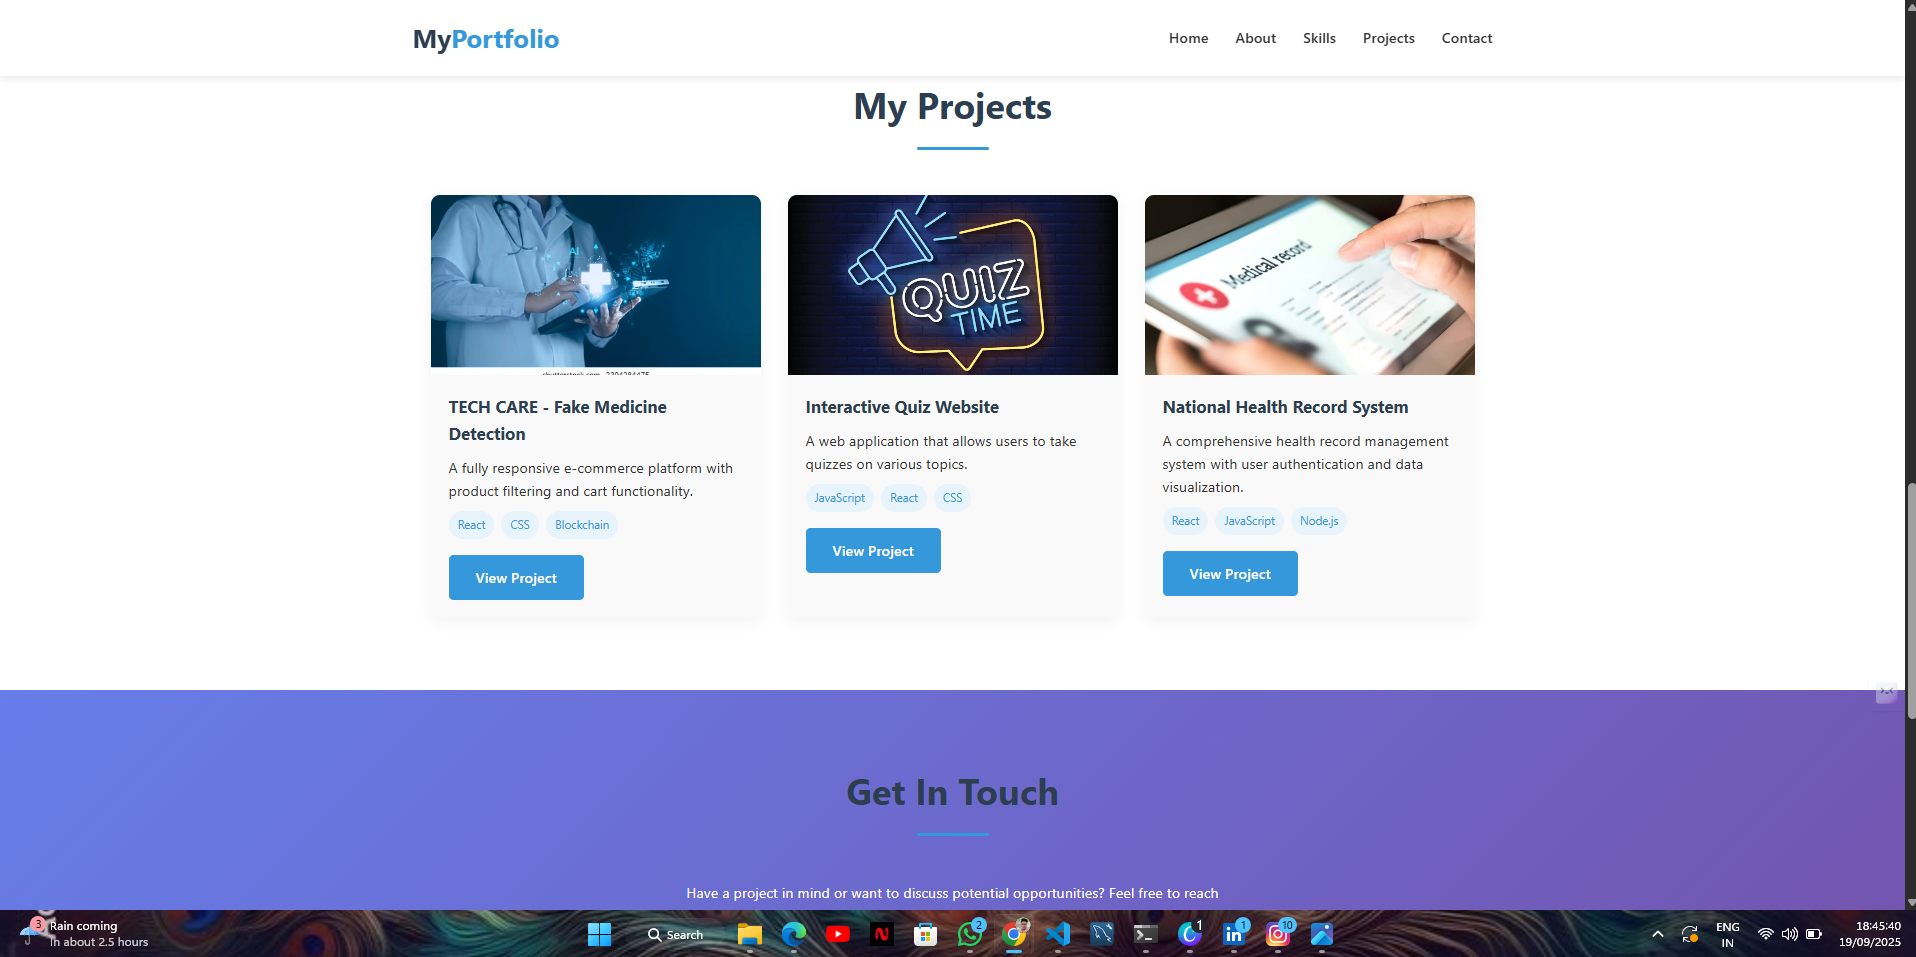 MyPortfolio
Home About Skills Projects Contact
My Projects
AI
QUIZ
TIME
Medical record
TECH CARE - Fake Medicine
Detection
A fully responsive e-commerce platform with
product filtering and cart functionality.
React CSS Blockchain
View Project
Interactive Quiz Website
A web application that allows users to take
quizzes on various topics.
JavaScript React CSS
View Project
National Health Record System
A comprehensive health record management
system with user authentication and data
visualization.
React JavaScript Node.js
View Project
Get In Touch
Have a project in mind or want to discuss potential opportunities? Feel free to reach
3
Rain coming
In about 2.5 hours
Search
2
1
1
10
ENG
IN
18:45:40
19/09/2025